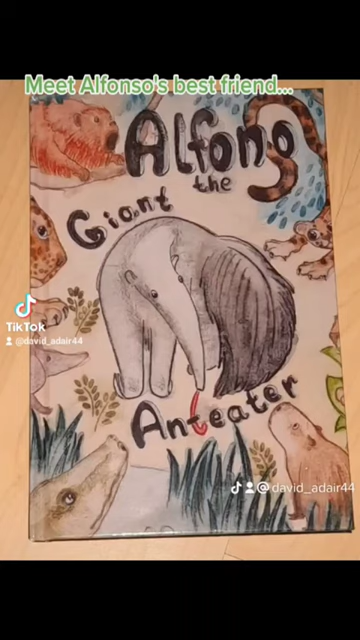 Meet Alfonso's best friend...
Alfonso
the
Giant
Anteater
TikTok
@david_adair44
@david_adair44